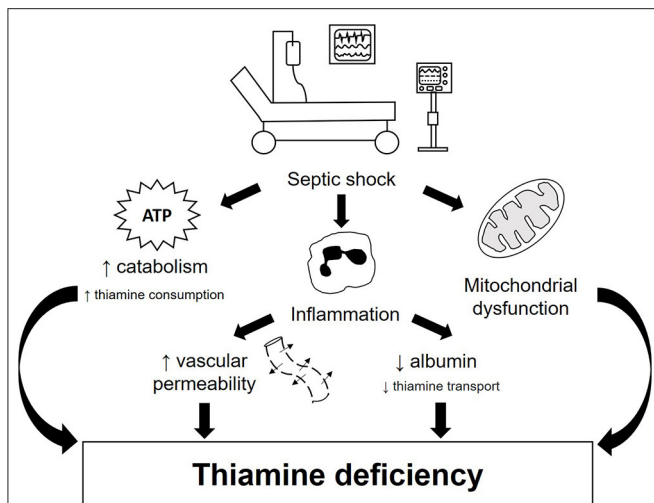 Septic shock
ATP
↑ catabolism
↑ thiamine consumption
Inflammation
Mitochondrial
dysfunction
↑ vascular
permeability
↓ albumin
↓ thiamine transport
Thiamine deficiency